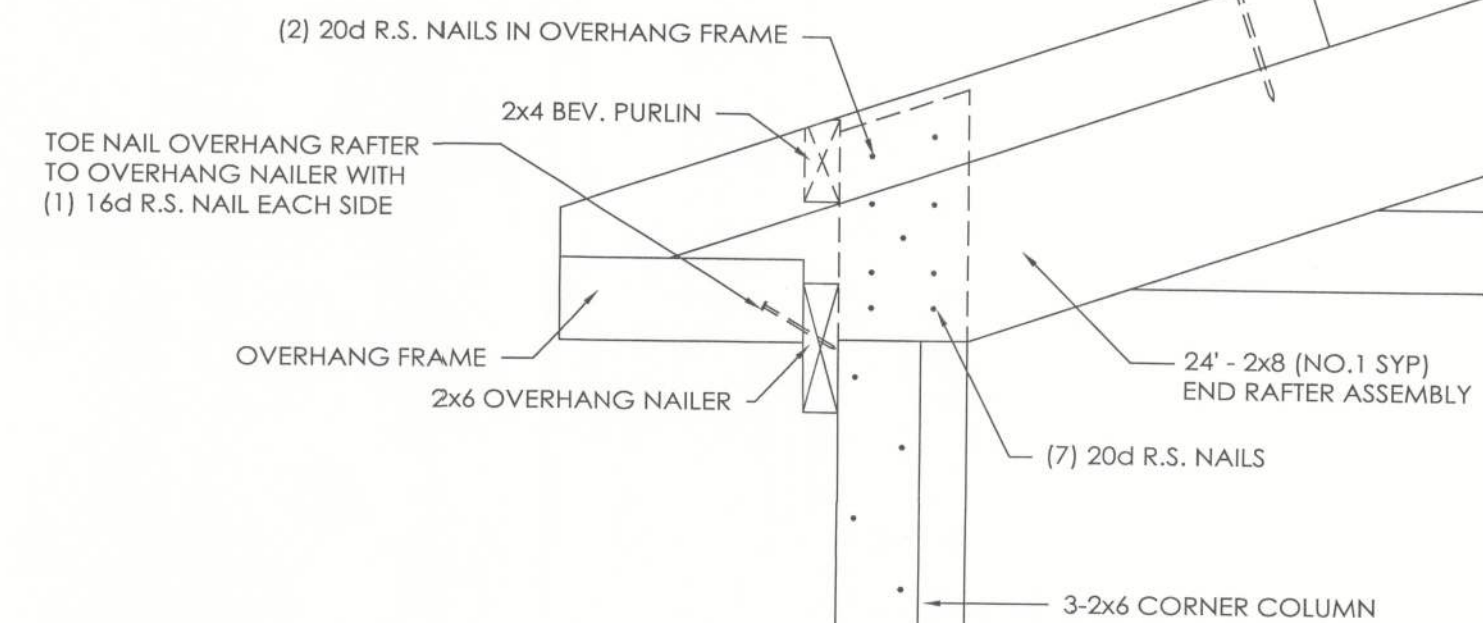 (2) 20d R.S. NAILS IN OVERHANG FRAME
2x4 BEV. PURLIN
TOE NAIL OVERHANG RAFTER
TO OVERHANG NAILER WITH
(1) 16d R.S. NAIL EACH SIDE
OVERHANG FRAME
2x6 OVERHANG NAILER
24' - 2x8 (NO.1 SYP)
END RAFTER ASSEMBLY
(7) 20d R.S. NAILS
3-2x6 CORNER COLUMN